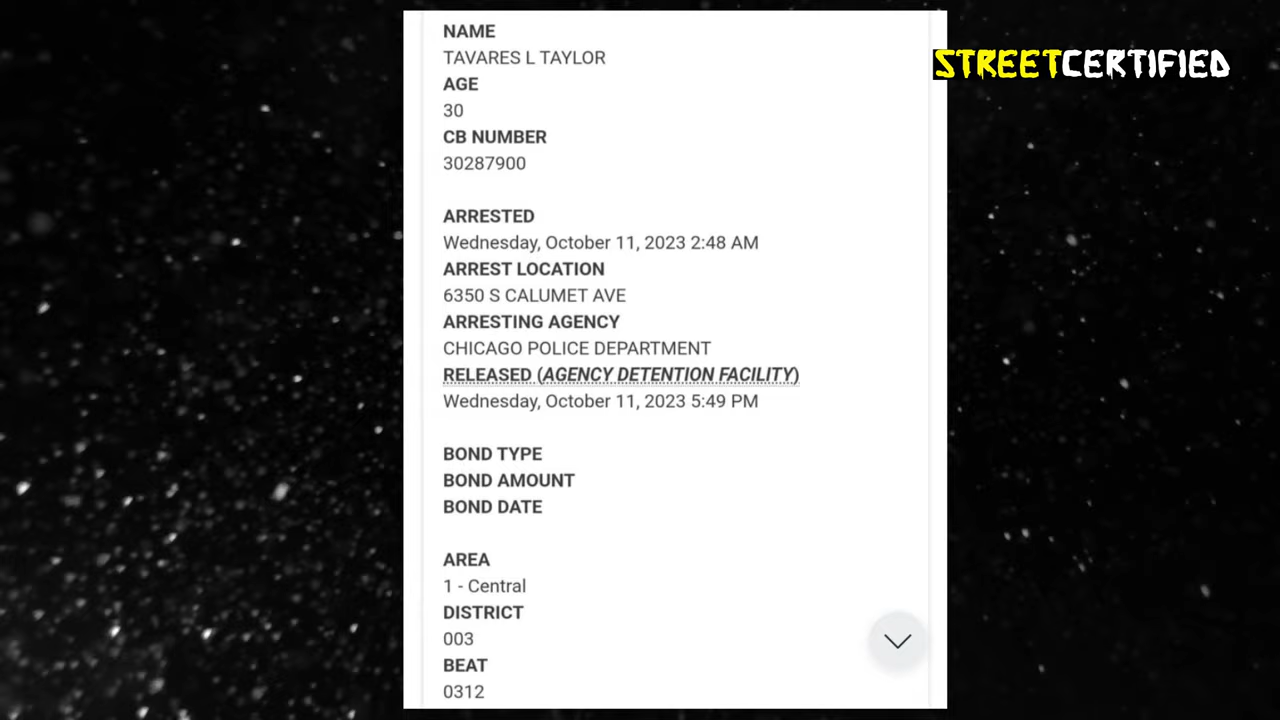 NAME
TAVARES L TAYLOR
AGE
30
CB NUMBER
30287900
ARRESTED
Wednesday, October 11, 2023 2:48 AM
ARREST LOCATION
6350 S CALUMET AVE
ARRESTING AGENCY
CHICAGO POLICE DEPARTMENT
RELEASED (AGENCY DETENTION FACILITY)
Wednesday, October 11, 2023 5:49 PM
BOND TYPE
BOND AMOUNT
BOND DATE
AREA
1 - Central
DISTRICT
003
BEAT
0312
STREETCERTIFIED